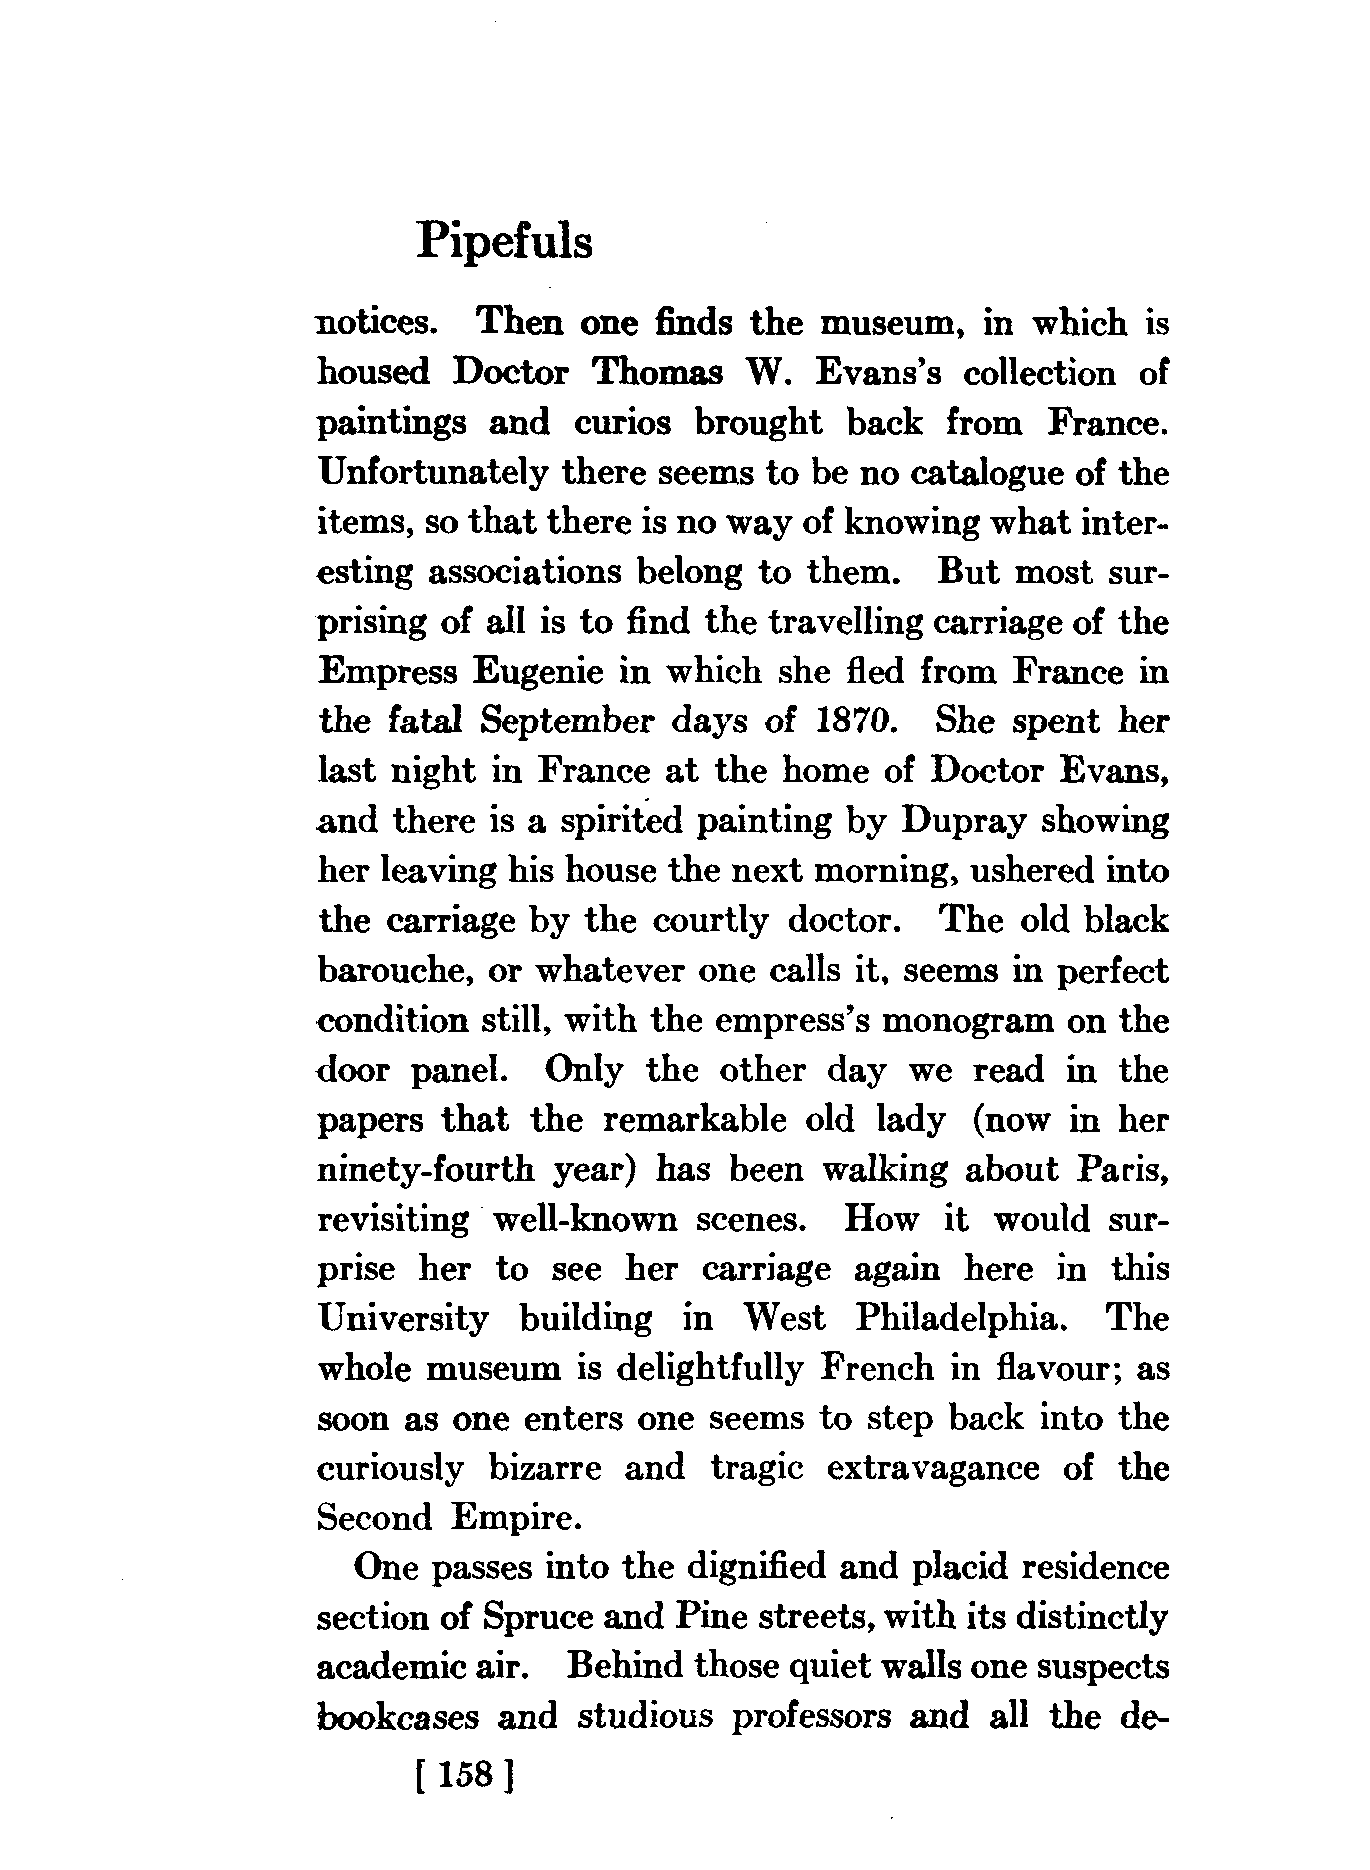 Pipefuls
notices. Then one finds the museum, in which is
housed Doctor Thomas W. Evans's collection of
paintings and curios brought back from France.
Unfortunately there seems to be no catalogue of the
items, so that there is no way of knowing what inter-
esting associations belong to them. But most sur-
prising of all is to find the travelling carriage of the
Empress Eugenie in which she fled from France in
the fatal September days of 1870. She spent her
last night in France at the home of Doctor Evans,
and there is a spirited painting by Dupray showing
her leaving his house the next morning, ushered into
the carriage by the courtly doctor. The old black
barouche, or whatever one calls it, seems in perfect
condition still, with the empress's monogram on the
door panel. Only the other day we read in the
papers that the remarkable old lady (now in her
ninety-fourth year) has been walking about Paris,
revisiting well-known scenes. How it would sur-
prise her to see her carriage again here in this
University building in West Philadelphia. The
whole museum is delightfully French in flavour; as
soon as one enters one seems to step back into the
curiously bizarre and tragic extravagance of the
Second Empire.
One passes into the dignified and placid residence
section of Spruce and Pine streets, with its distinctly
academic air. Behind those quiet walls one suspects
bookcases and studious professors and all the de-
[ 158 ]